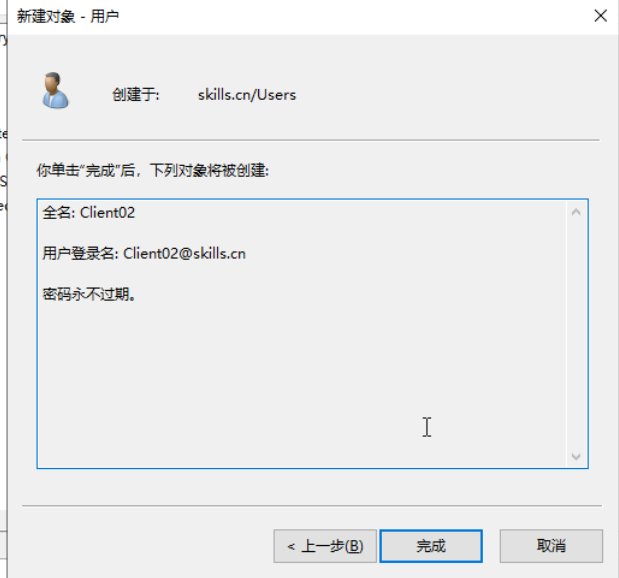 新建对象 - 用户
创建于: skills.cn/Users
你单击“完成”后，下列对象将被创建:
全名: Client02
用户登录名: Client02@skills.cn
密码永不过期。
< 上一步(B) 完成 取消